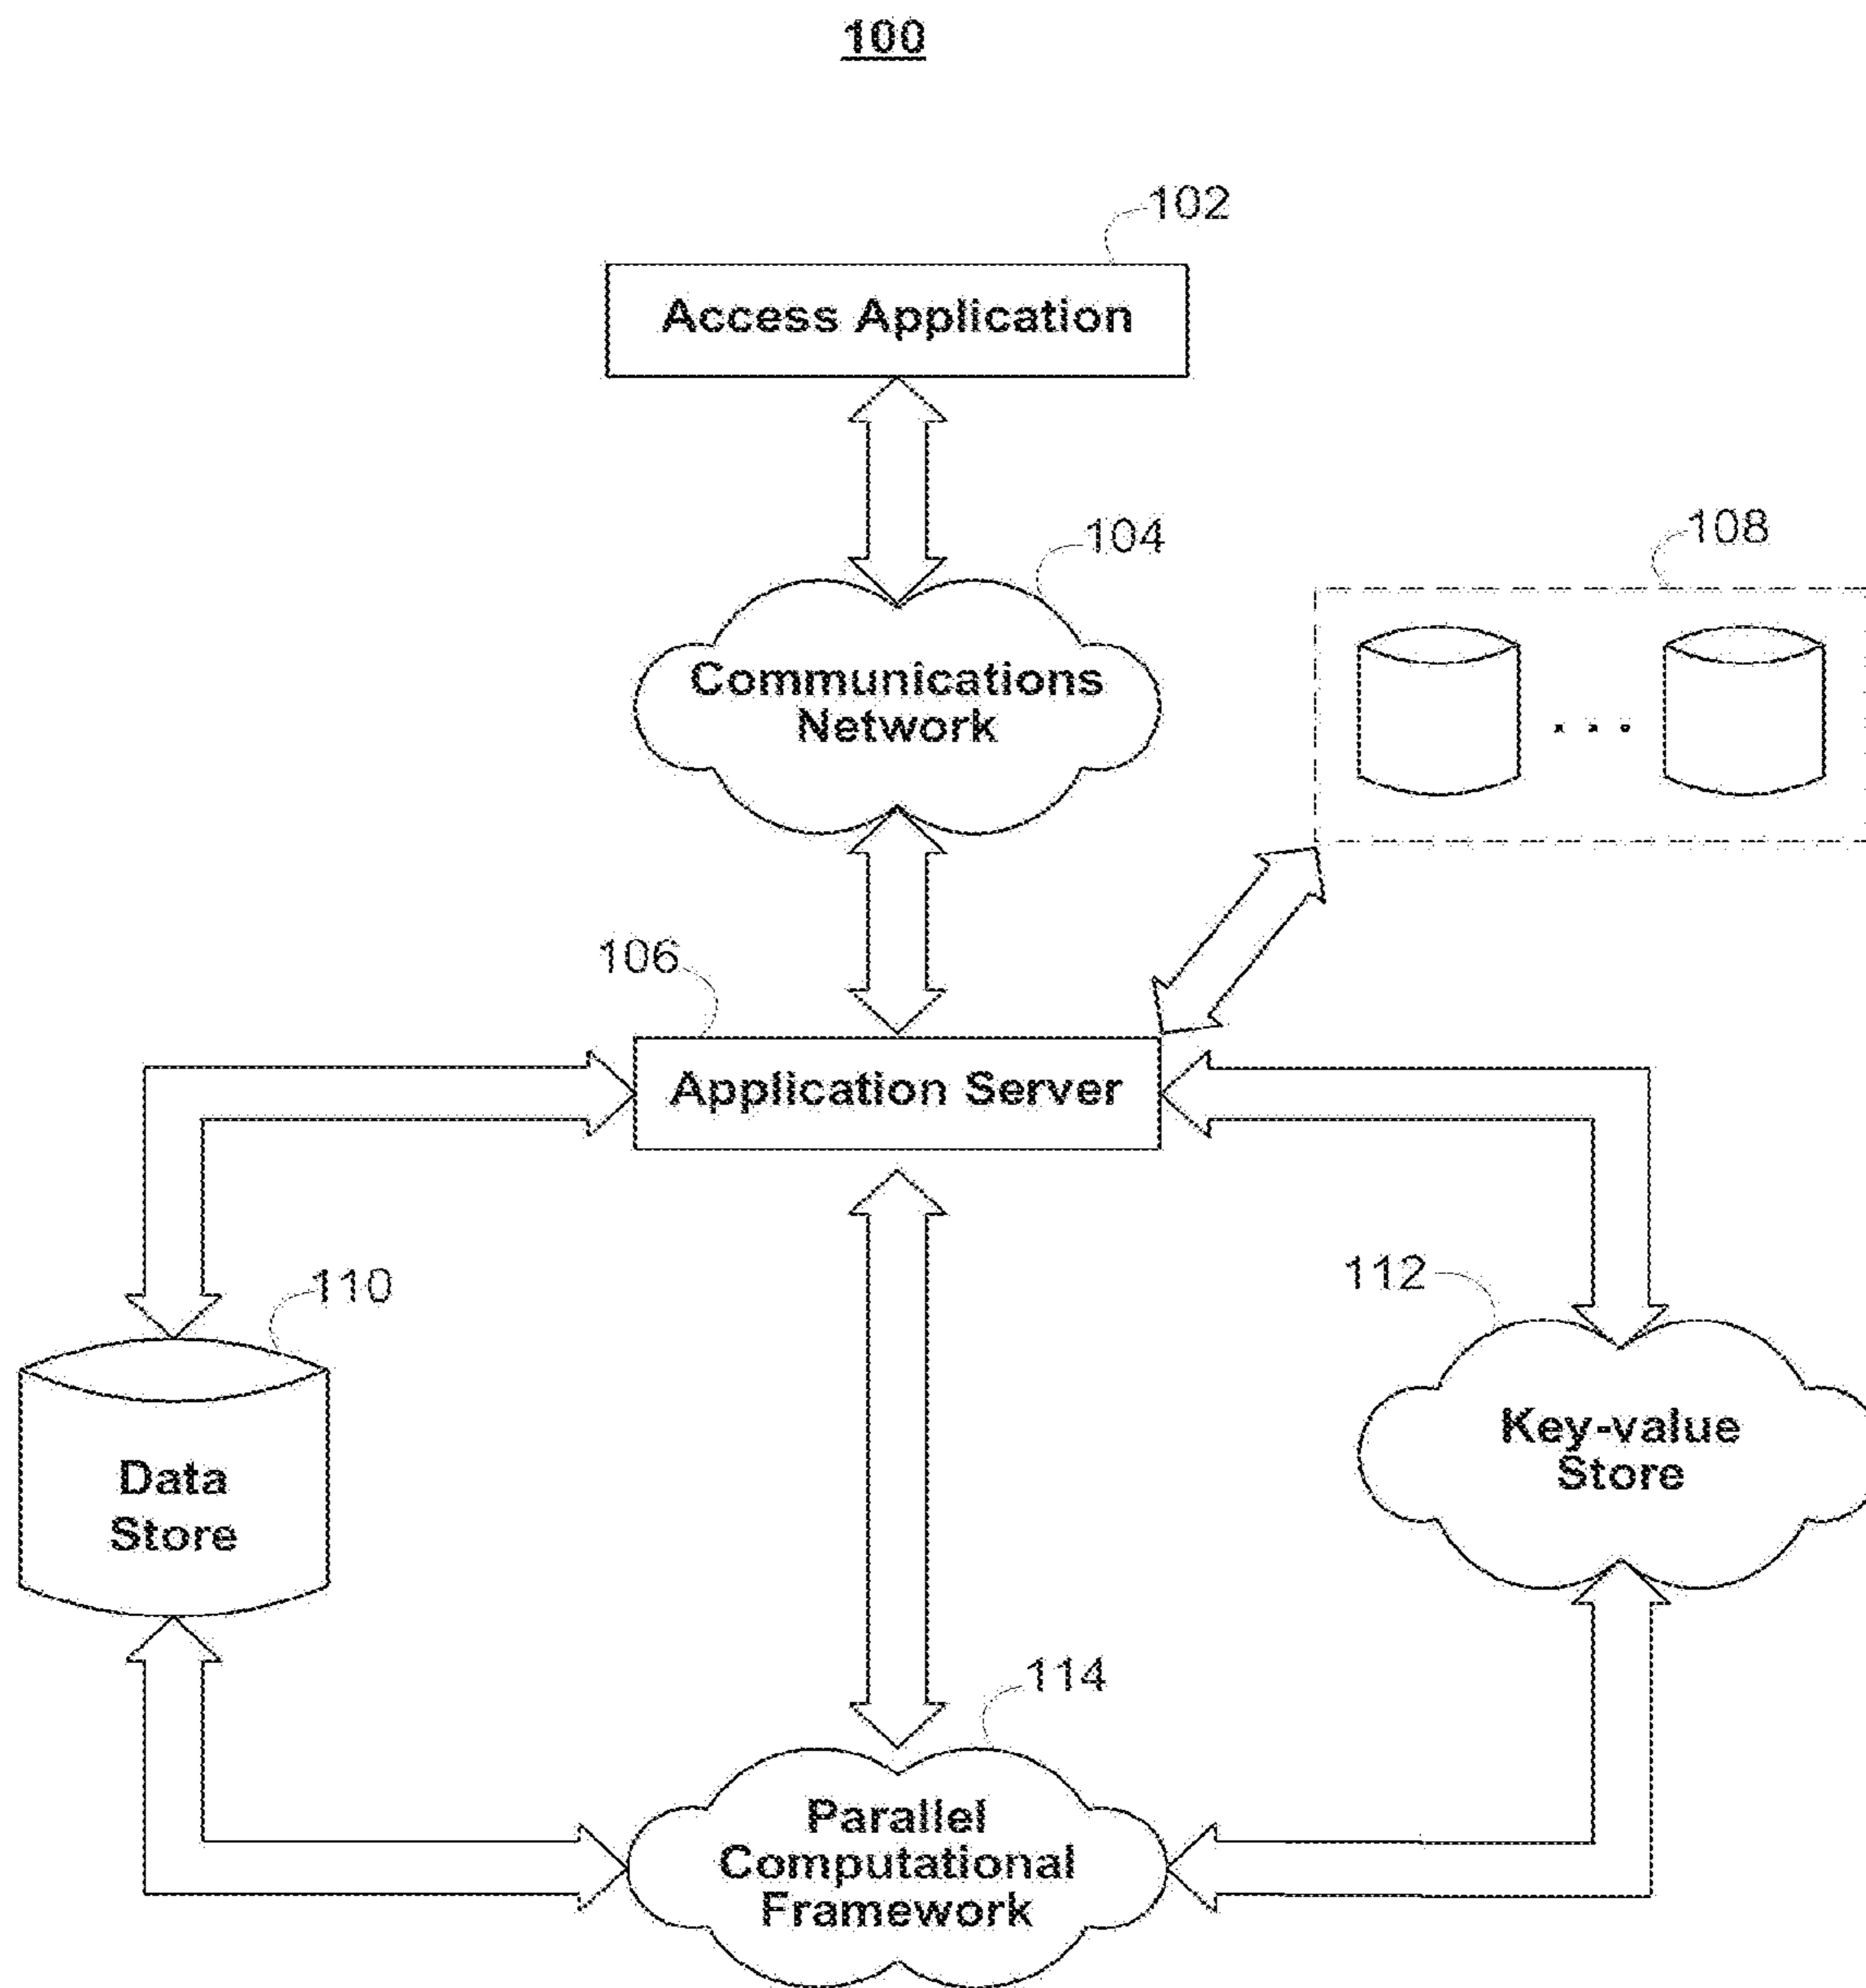 100
102
Access Application
104
108
Communications
Network
. . .
106
Application Server
110
112
Data
Store
Key-value
Store
114
Parallel
Computational
Framework